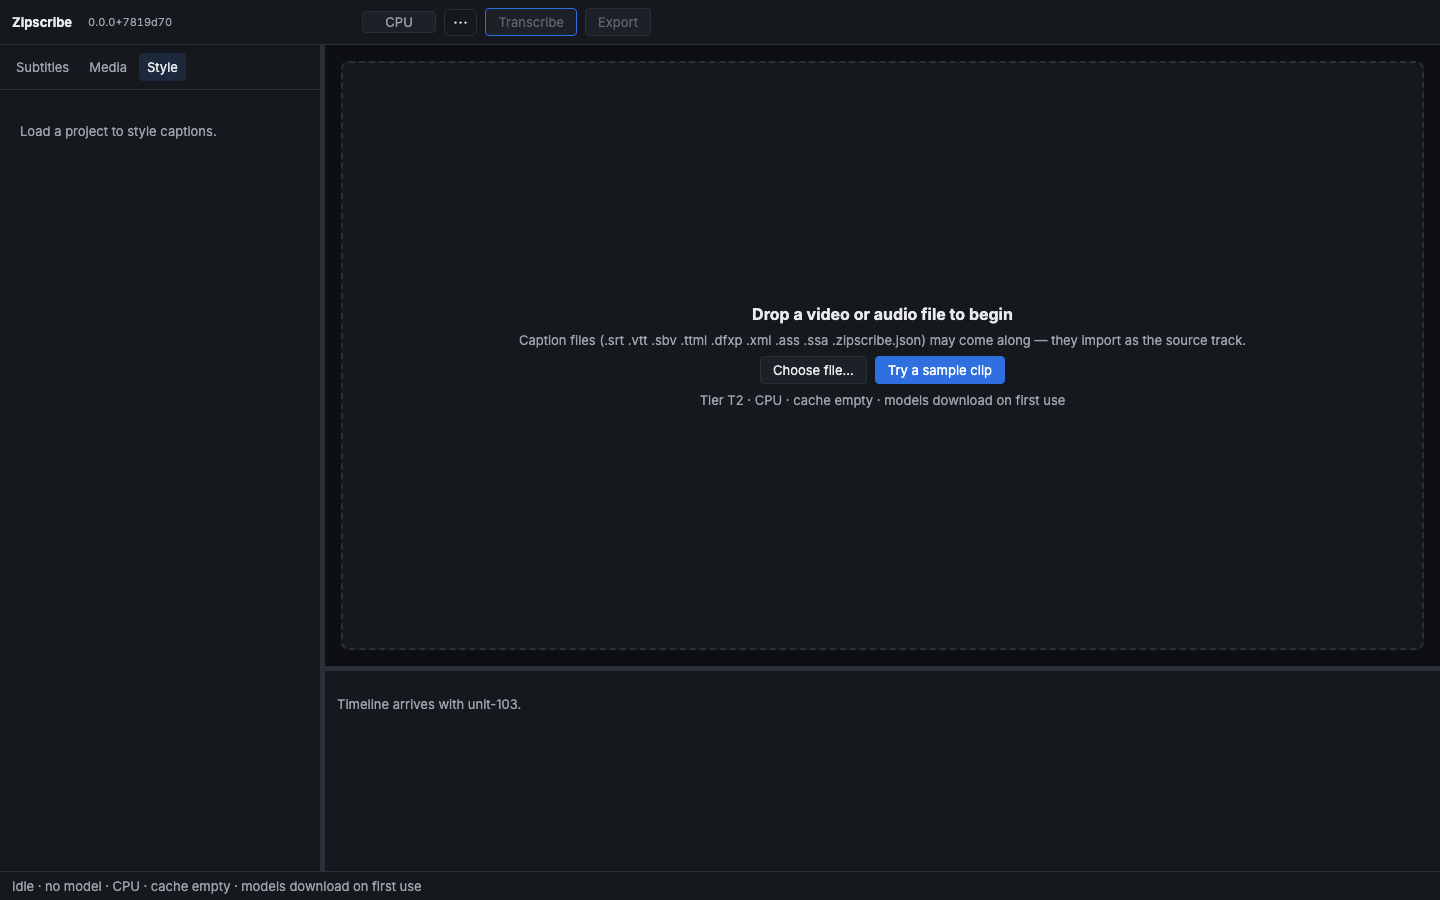 Zipscribe 0.0.0+7819d70 CPU ··· Transcribe Export
Subtitles Media Style
Load a project to style captions.
Drop a video or audio file to begin
Caption files (.srt .vtt .sbv .ttml .dfxp .xml .ass .ssa .zipscribe.json) may come along — they import as the source track.
Choose file... Try a sample clip
Tier T2 · CPU · cache empty · models download on first use
Timeline arrives with unit-103.
Idle · no model · CPU · cache empty · models download on first use